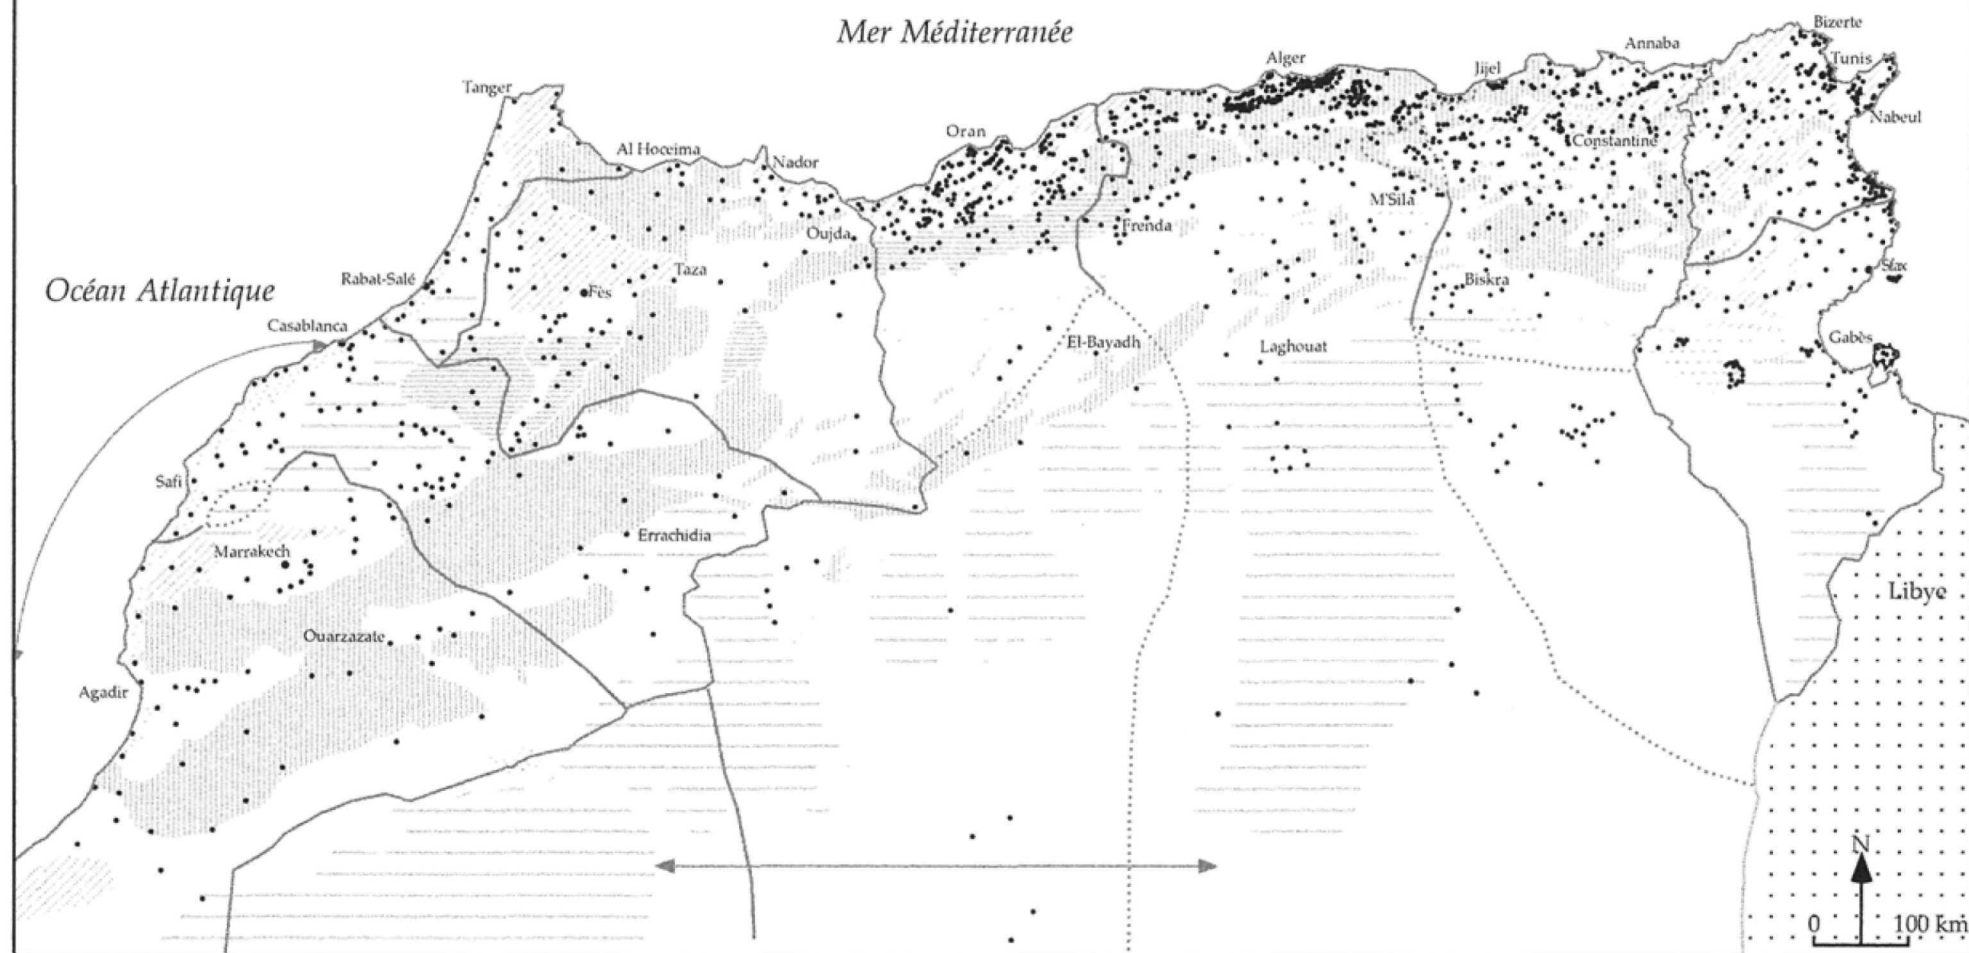 Mer Méditerranée
Bizerte
Annaba
Alger
Tunis
Jijel
Tanger
Nabeul
Oran
Constantine
Al Hoceima
Nador
M'Sila
Frenda
Oujda
Sfax
Taza
Rabat-Salé
Biskra
Océan Atlantique
Fès
Casablanca
Gabès
El-Bayadh
Laghouat
Safi
Errachidia
Marrakech
Libye
Ouarzazate
Agadir
N
0 100 km